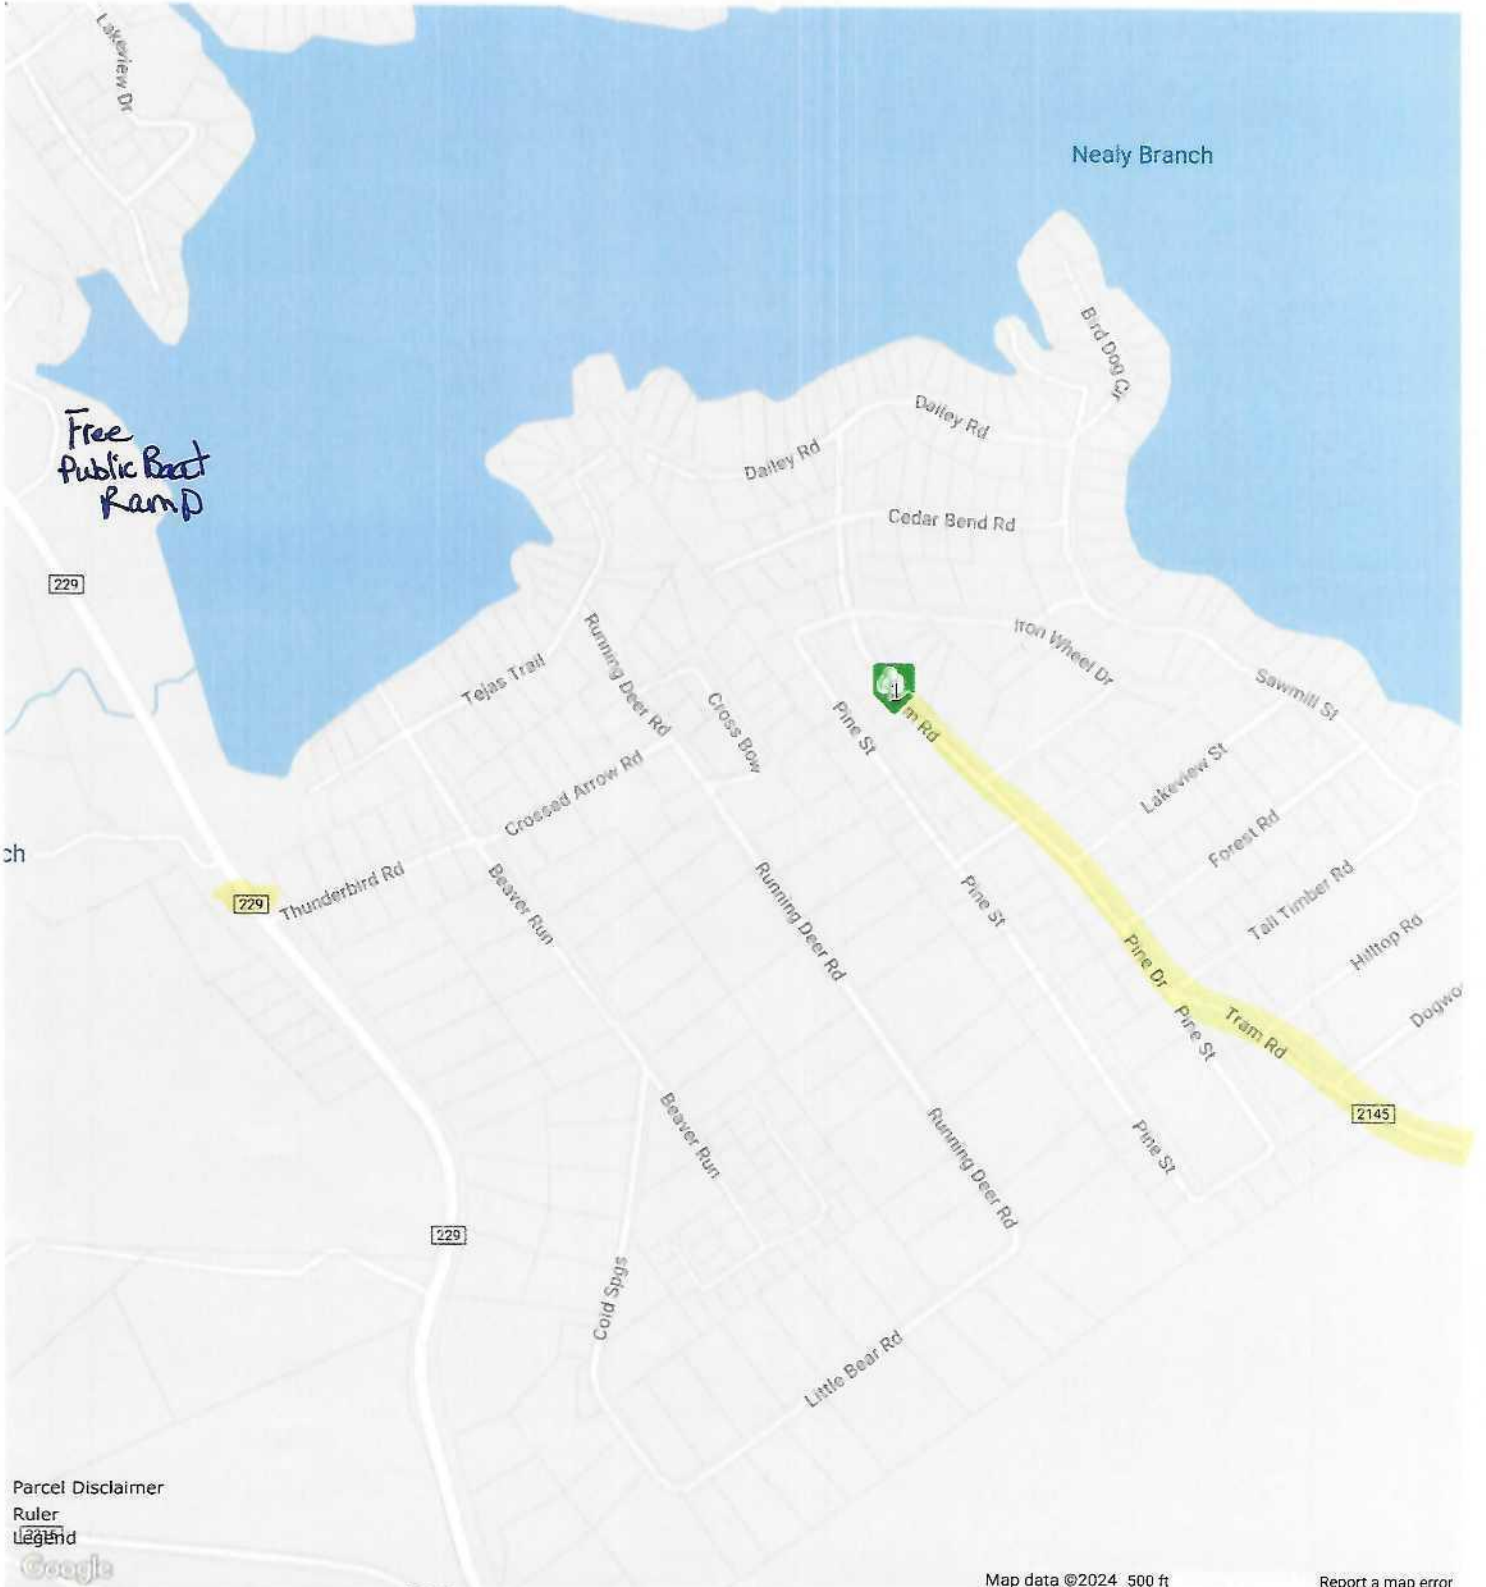 Lakeview Dr
Nealy Branch
Bird Dog Cir
Free
Public Boat
Ramp
Dailey Rd
Dailey Rd
Cedar Bend Rd
229
Iron Wheel Dr
Running Deer Rd
Tejas Trail
Sawmill St
1
m Rd
Pine St
Cross Bow
Crossed Arrow Rd
Lakeview St
Forest Rd
ch
229
Thunderbird Rd
Beaver Run
Running Deer Rd
Pine St
Tall Timber Rd
Hilltop Rd
Pine Dr
Pine St
Tram Rd
Dogwo
2145
Beaver Run
Running Deer Rd
Pine St
229
Cold Spgs
Little Bear Rd
Parcel Disclaimer
Ruler
Legend
Google
Map data ©2024 500 ft
Report a map error